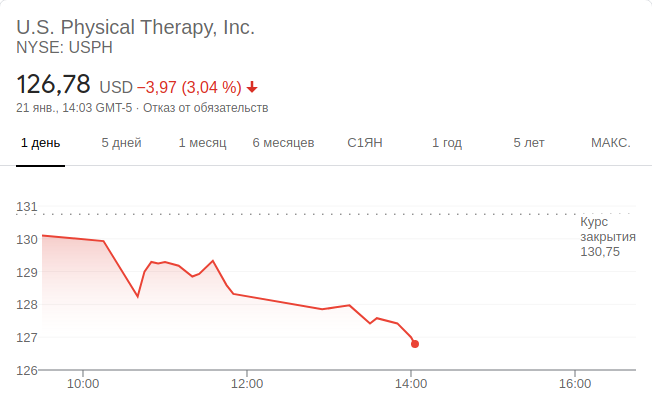 U.S. Physical Therapy, Inc.
NYSE: USPH
126,78 USD −3,97 (3,04 %)
21 янв., 14:03 GMT-5 · Отказ от обязательств
1 день 5 дней 1 месяц 6 месяцев С1ЯН 1 год 5 лет МАКС.
131
Курс
закрытия
130,75
130
129
128
127
126
10:00 12:00 14:00 16:00